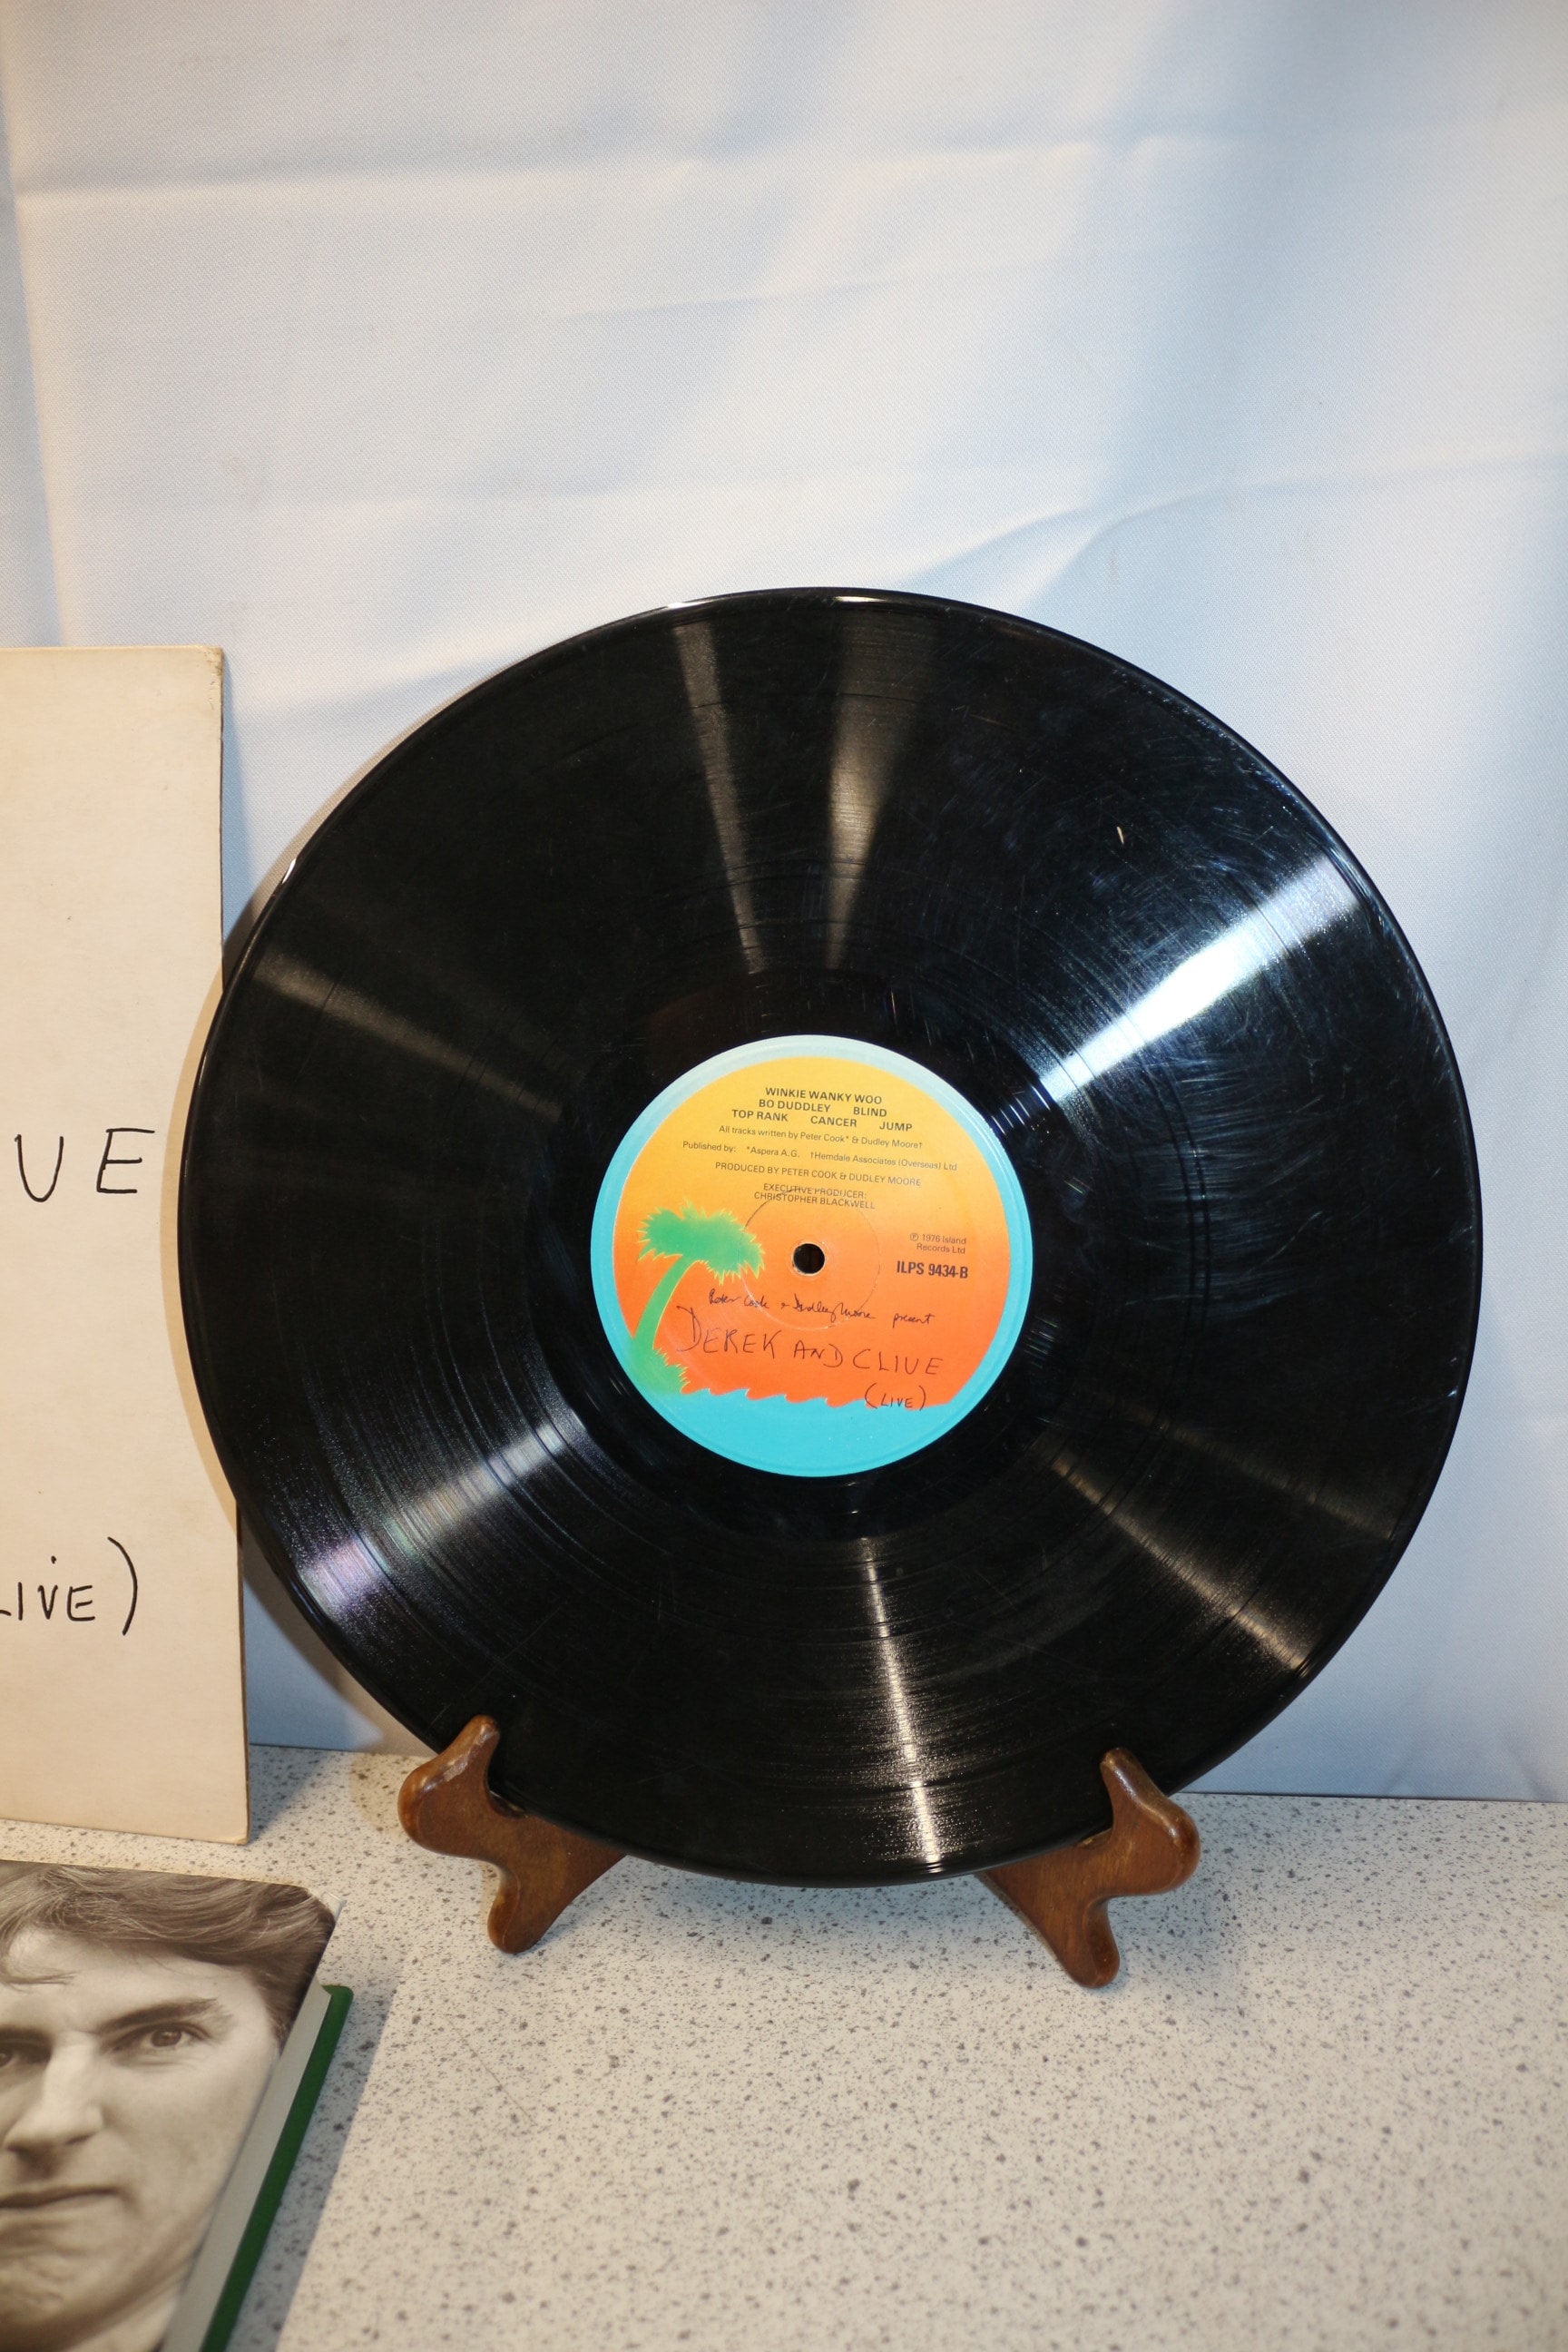 UE
LIVE)
WINKIE WANKY WOO
BO DUDDLEY BLIND
TOP RANK CANCER JUMP
All tracks written by Peter Cook* & Dudley Moore†
Published by: *Aspera A.G. †Hemdale Associates (Overseas) Ltd
PRODUCED BY PETER COOK & DUDLEY MOORE
EXECUTIVE PRODUCER:
CHRISTOPHER BLACKWELL
℗ 1976 Island
Records Ltd
ILPS 9434-B
Peter Cook + Dudley Moore present
DEREK AND CLIVE
(LIVE)